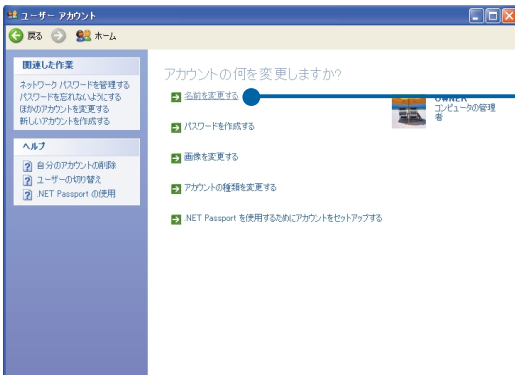 ユーザー アカウント
戻る
ホーム
関連した作業
ネットワーク パスワードを管理する
パスワードを忘れないようにする
ほかのアカウントを変更する
新しいアカウントを作成する
ヘルプ
自分のアカウントの削除
ユーザーの切り替え
.NET Passport の使用
アカウントの何を変更しますか?
名前を変更する
パスワードを作成する
画像を変更する
アカウントの種類を変更する
.NET Passport を使用するためにアカウントをセットアップする
OWNER
コンピュータの管理
者